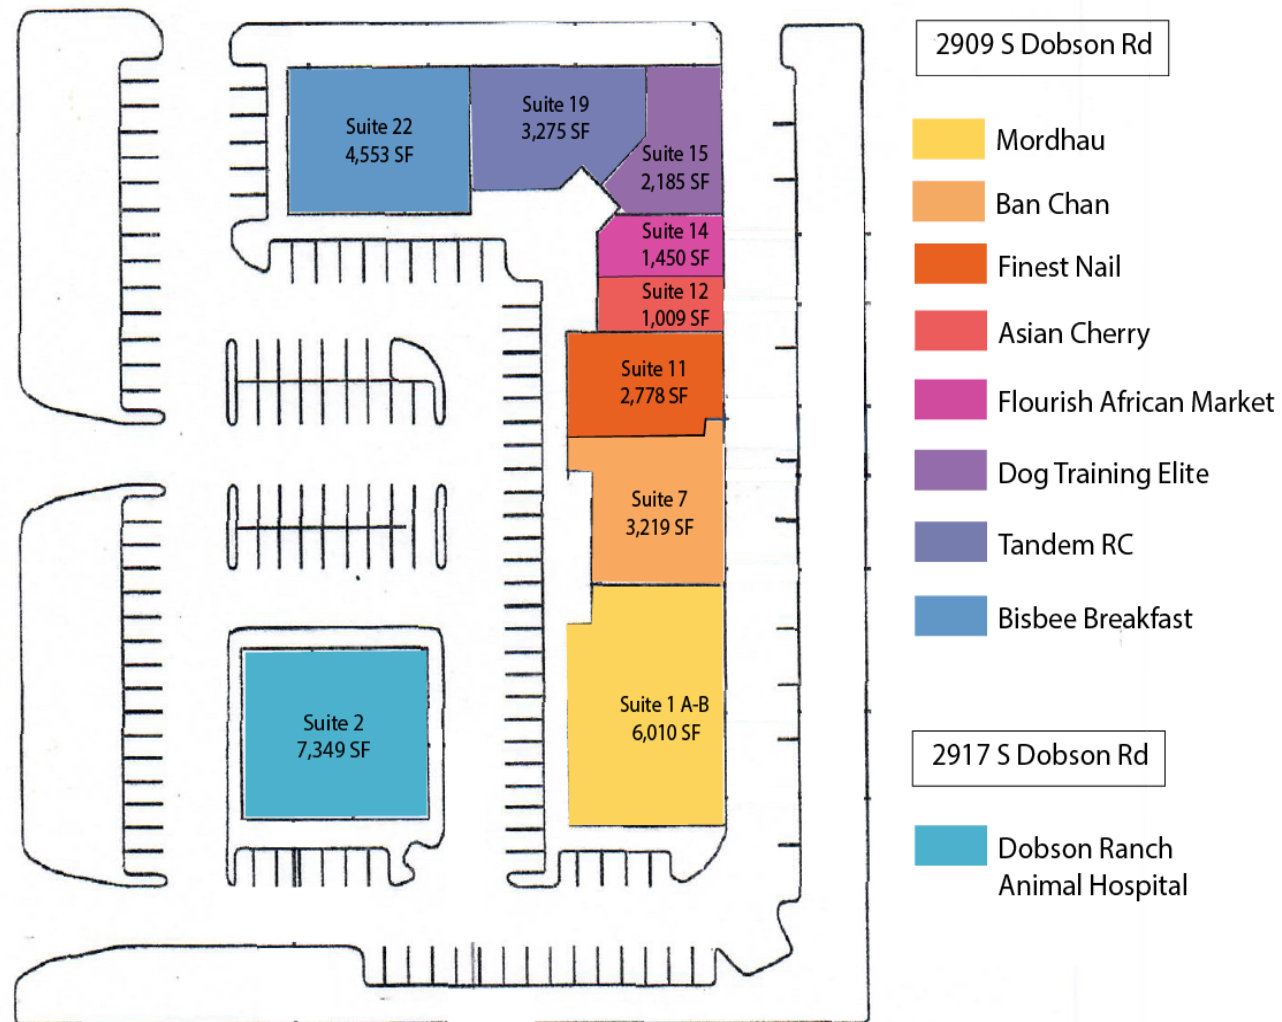 2909 S Dobson Rd
Suite 22
4,553 SF
Suite 19
3,275 SF
Suite 15
2,185 SF
Suite 14
1,450 SF
Suite 12
1,009 SF
Suite 11
2,778 SF
Suite 7
3,219 SF
Suite 1 A-B
6,010 SF
Suite 2
7,349 SF
Mordhau
Ban Chan
Finest Nail
Asian Cherry
Flourish African Market
Dog Training Elite
Tandem RC
Bisbee Breakfast
2917 S Dobson Rd
Dobson Ranch
Animal Hospital